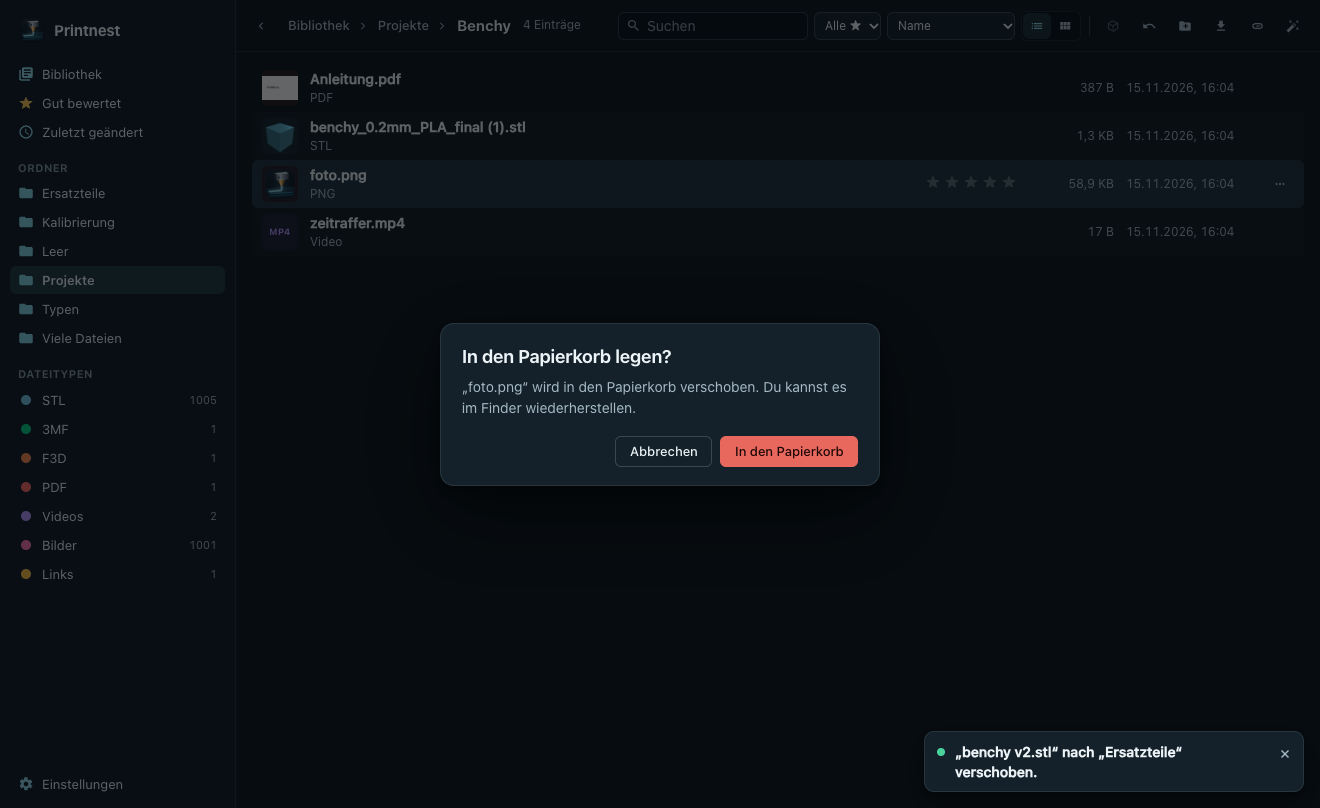 Printnest
Bibliothek
Gut bewertet
Zuletzt geändert
ORDNER
Ersatzteile
Kalibrierung
Leer
Projekte
Typen
Viele Dateien
DATEITYPEN
STL 1005
3MF 1
F3D 1
PDF 1
Videos 2
Bilder 1001
Links 1
Einstellungen
Bibliothek Projekte Benchy 4 Einträge Suchen Alle ★ Name
Anleitung.pdf
PDF
387 B 15.11.2026, 16:04
benchy_0.2mm_PLA_final (1).stl
STL
1,3 KB 15.11.2026, 16:04
foto.png
PNG
58,9 KB 15.11.2026, 16:04
MP4
zeitraffer.mp4
Video
17 B 15.11.2026, 16:04
In den Papierkorb legen?
„foto.png“ wird in den Papierkorb verschoben. Du kannst es
im Finder wiederherstellen.
Abbrechen In den Papierkorb
„benchy v2.stl“ nach „Ersatzteile“
verschoben.